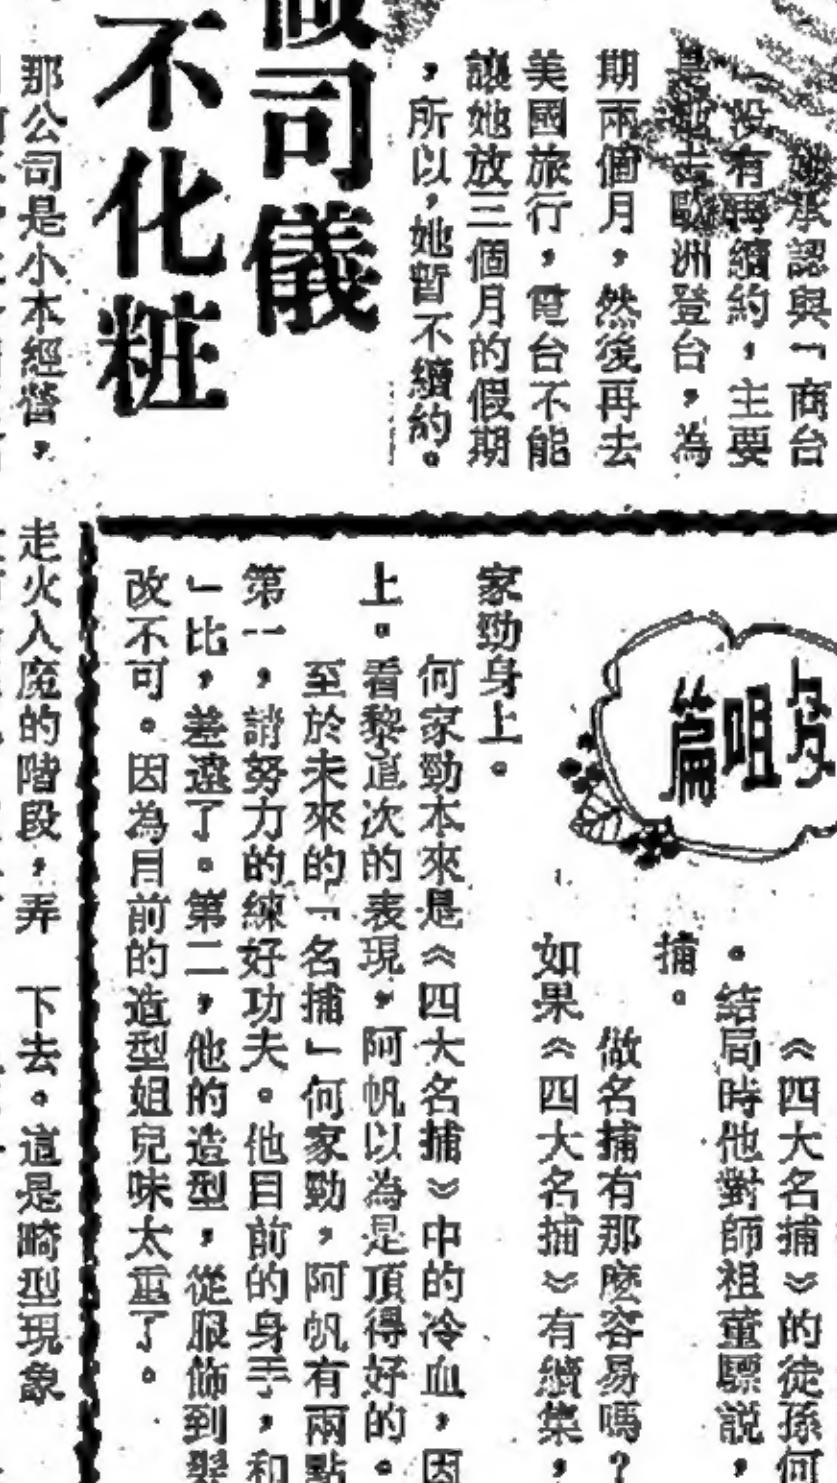 承認與「商台
沒有再續約，主要
去歐洲登台，為
期兩個月，然後再去
美國旅行，電台不能
讓她放三個月的假期
，所以，她暫不續約。
司儀
不化粧
那公司是小本經營，
咀篇
《四大名捕》的徒孫何
。結局時他對師祖董驃説，
捕。
做名捕有那麽容易嗎？
如果《四大名捕》有續集，
家勁身上。
何家勁本來是《四大名捕》中的冷血，因
上。看黎這次的表現，阿帆以為是頂得好的。
至於未來的「名捕」何家勁，阿帆有兩點
第一，請努力的練好功夫。他目前的身手，和
」比，差遠了。第二，他的造型，從服飾到髮
改不可。因為目前的造型姐兒味太重了。
走火入魔的階段，弄
下去。這是畸型現象